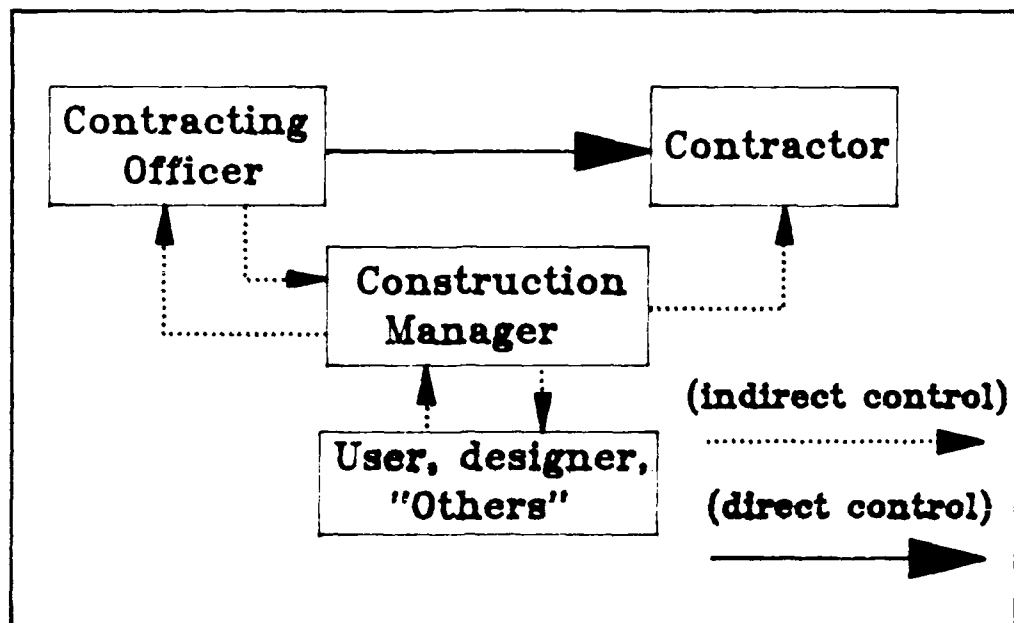 Contracting
Officer
Contractor
Construction
Manager
User, designer,
"Others"
(indirect control)
(direct control)